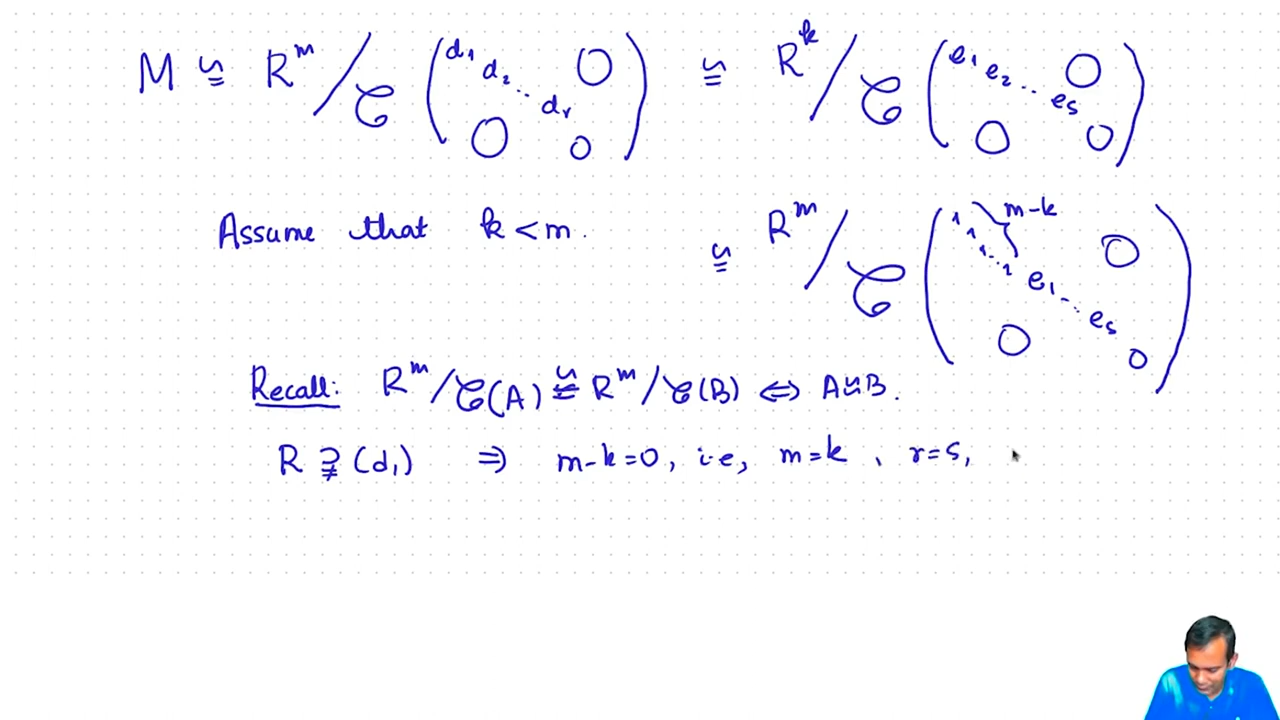 M ≅ R^m / 𝒞 ( d₁ d₂ … d_r 0 0 0 ) ≅ R^k / 𝒞 ( e₁ e₂ … e_s 0 0 0 )
Assume that k < m. ≅ R^m / 𝒞 ( 1 1 1 … 1 m-k e₁ … e_s 0 0 0 )
Recall: R^m / 𝒞(A) ≅ R^m / 𝒞(B) ⇔ A ≅ B.
R ⊋ (d₁) ⇒ m-k=0, i.e, m=k, r=s,